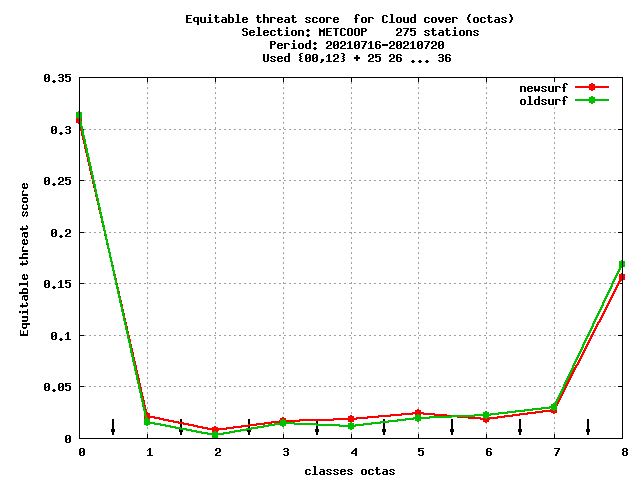 Equitable threat score  for Cloud cover (octas)
Selection: METCOOP    275 stations
Period: 20210716-20210720
Used {00,12} + 25 26 ... 36
newsurf
oldsurf
0.35
0.3
0.25
0.2
0.15
0.1
0.05
0
Equitable threat score
0 1 2 3 4 5 6 7 8
classes octas